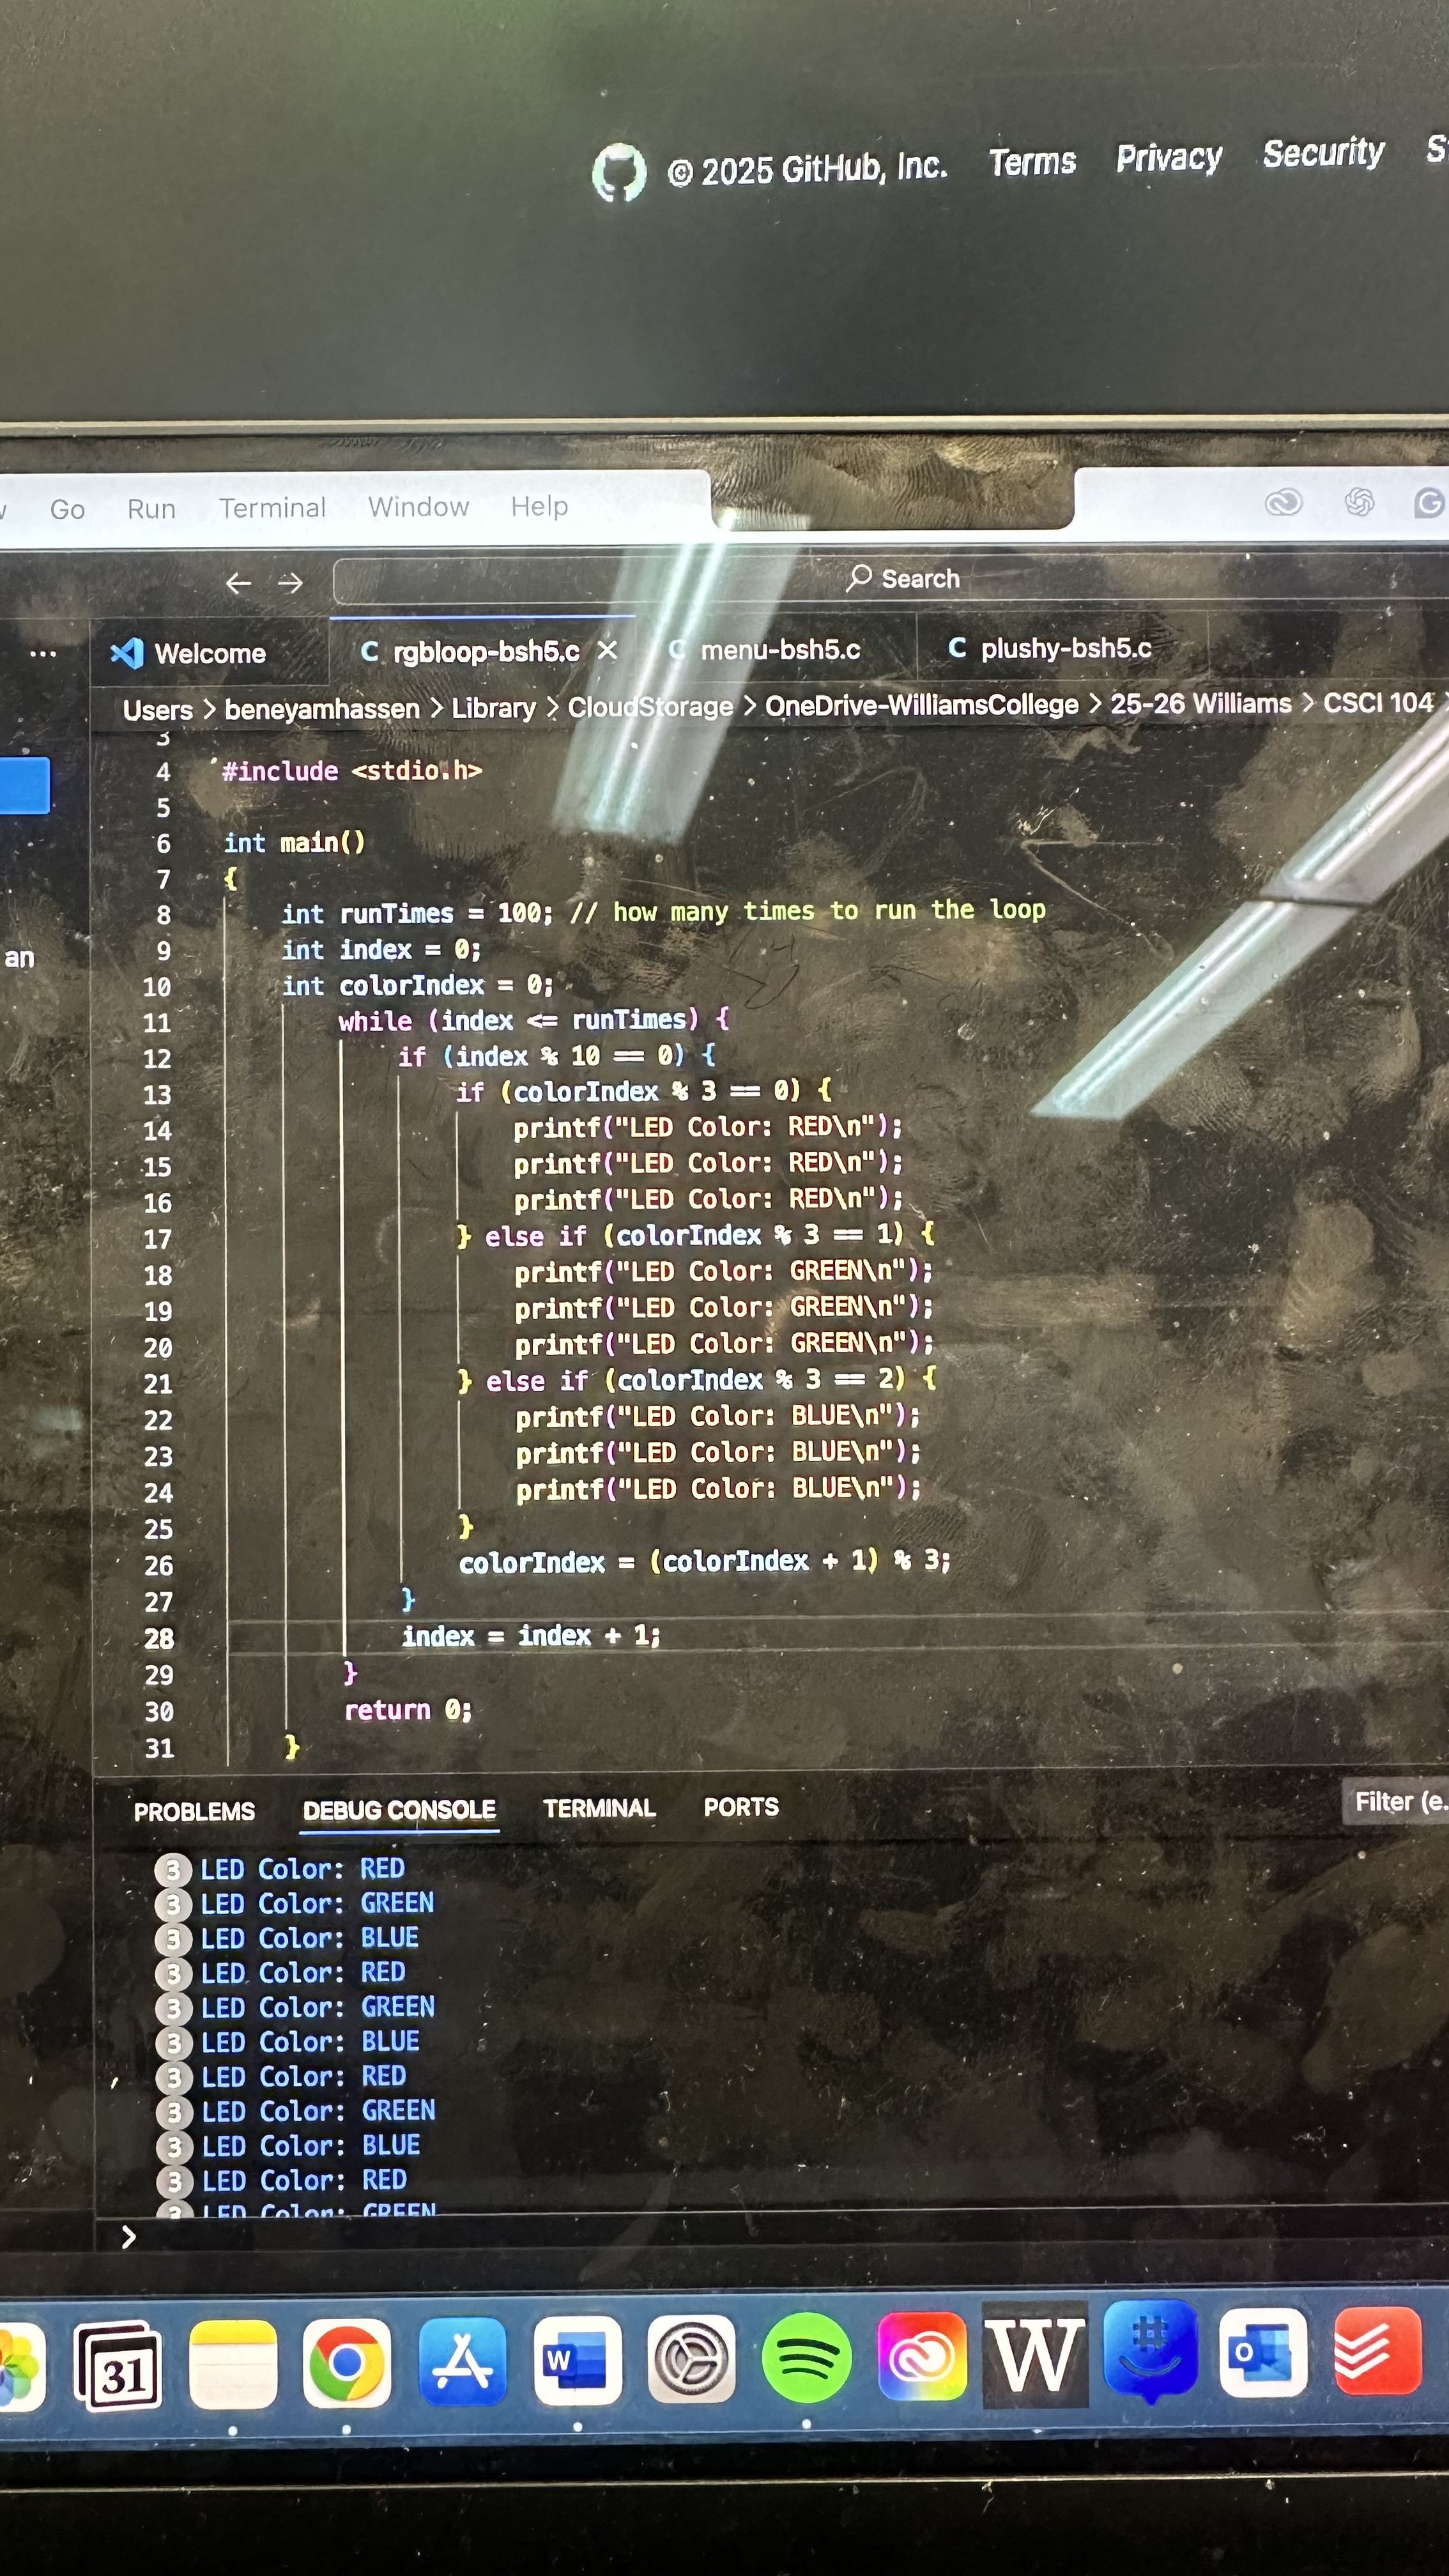 © 2025 GitHub, Inc. Terms Privacy Security
Go Run Terminal Window Help
Search
Welcome rgbloop-bsh5.c menu-bsh5.c plushy-bsh5.c
Users > beneyamhassen > Library > CloudStorage > OneDrive-WilliamsCollege > 25-26 Williams > CSCI 104 >
3
4 #include <stdio.h>
5
6 int main()
7 {
8 int runTimes = 100; // how many times to run the loop
an
9 int index = 0;
10 int colorIndex = 0;
11 while (index <= runTimes) {
12 if (index % 10 == 0) {
13 if (colorIndex % 3 == 0) {
14 printf("LED Color: RED\n");
15 printf("LED Color: RED\n");
16 printf("LED Color: RED\n");
17 } else if (colorIndex % 3 == 1) {
18 printf("LED Color: GREEN\n");
19 printf("LED Color: GREEN\n");
20 printf("LED Color: GREEN\n");
21 } else if (colorIndex % 3 == 2) {
22 printf("LED Color: BLUE\n");
23 printf("LED Color: BLUE\n");
24 printf("LED Color: BLUE\n");
25 }
26 colorIndex = (colorIndex + 1) % 3;
27 }
28 index = index + 1;
29 }
30 return 0;
31 }
PROBLEMS DEBUG CONSOLE TERMINAL PORTS Filter (e.
3 LED Color: RED
3 LED Color: GREEN
3 LED Color: BLUE
3 LED Color: RED
3 LED Color: GREEN
3 LED Color: BLUE
3 LED Color: RED
3 LED Color: GREEN
3 LED Color: BLUE
3 LED Color: RED
3 LED Color: GREEN
31 W W #